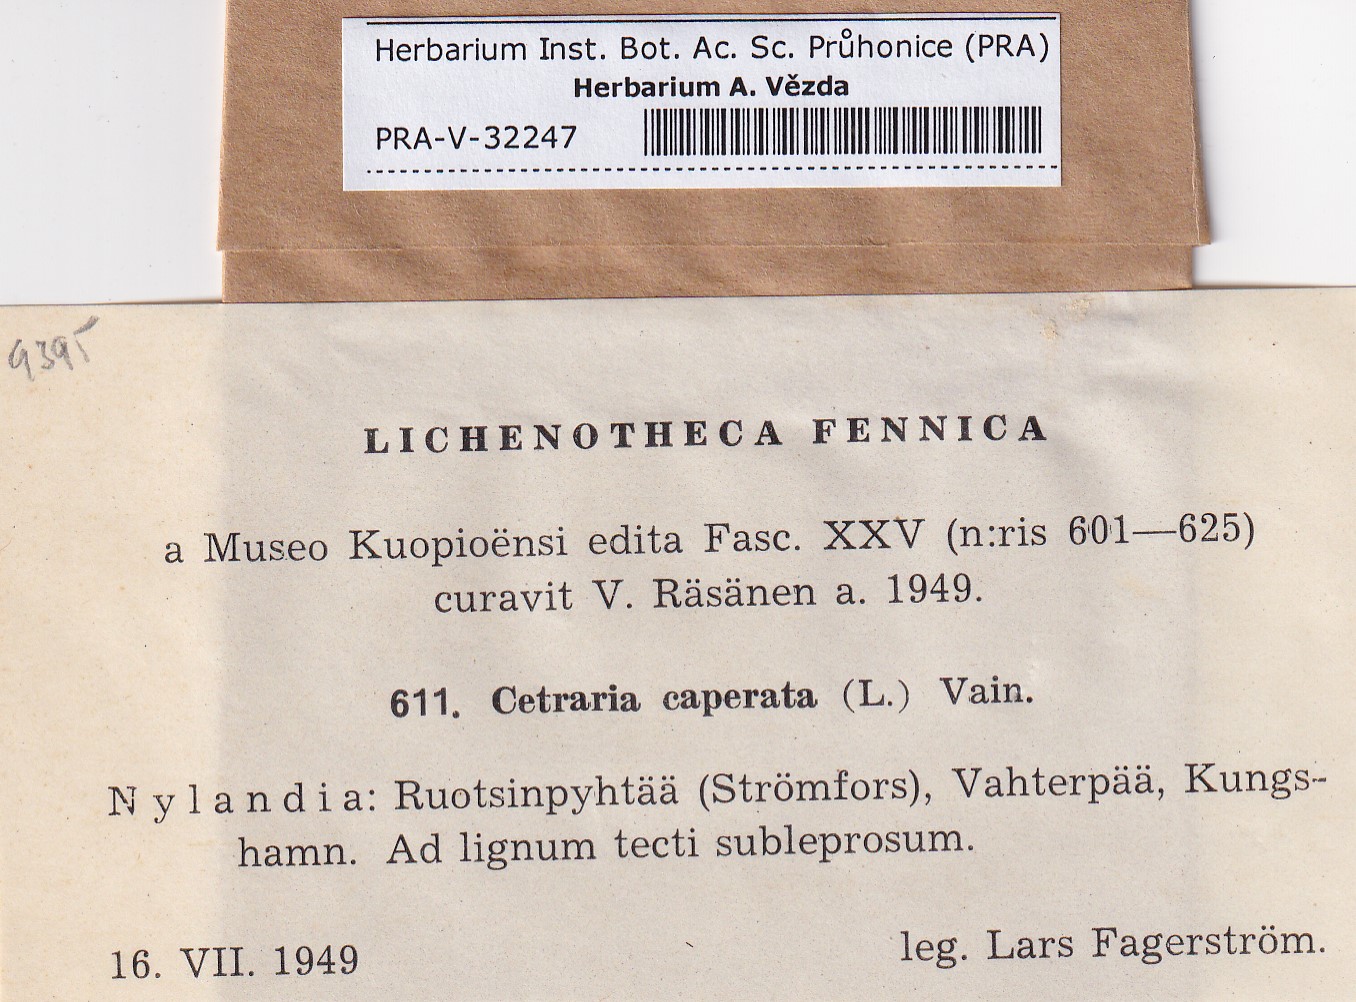 Herbarium Inst. Bot. Ac. Sc. Průhonice (PRA)
Herbarium A. Vězda
PRA-V-32247
9395
LICHENOTHECA FENNICA
a Museo Kuopioënsi edita Fasc. XXV (n:ris 601—625)
curavit V. Räsänen a. 1949.
611. Cetraria caperata (L.) Vain.
Nylandia: Ruotsinpyhtää (Strömfors), Vahterpää, Kungs-
hamn. Ad lignum tecti subleprosum.
16. VII. 1949
leg. Lars Fagerström.